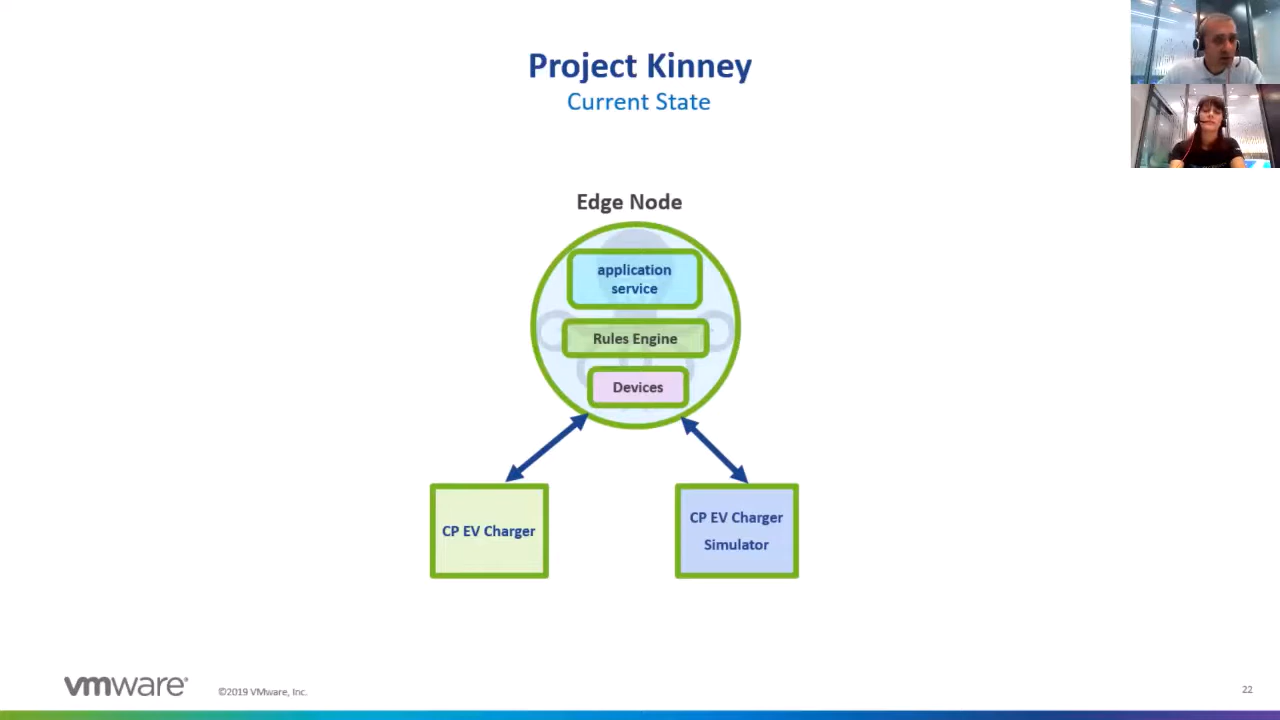 Project Kinney
Current State
Edge Node
application
service
Rules Engine
Devices
CP EV Charger
CP EV Charger
Simulator
vmware
©2019 VMware, Inc.
22